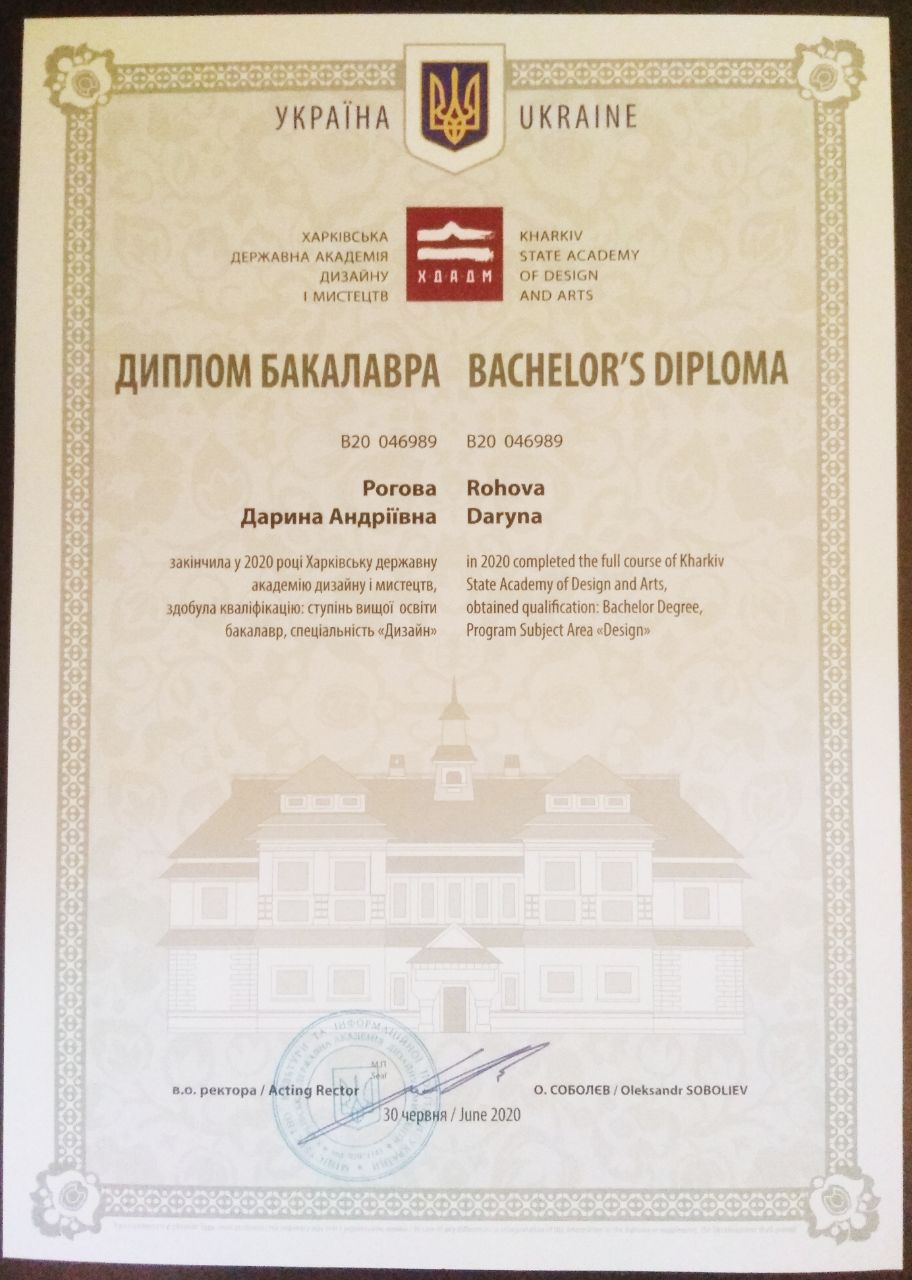 УКРАЇНА UKRAINE
ХАРКІВСЬКА
ДЕРЖАВНА АКАДЕМІЯ
ДИЗАЙНУ
І МИСТЕЦТВ
ХДАДМ
KHARKIV
STATE ACADEMY
OF DESIGN
AND ARTS
ДИПЛОМ БАКАЛАВРА BACHELOR'S DIPLOMA
B20 046989 B20 046989
Рогова
Дарина Андріївна
Rohova
Daryna
закінчила у 2020 році Харківську державну
академію дизайну і мистецтв,
здобула кваліфікацію: ступінь вищої освіти
бакалавр, спеціальність «Дизайн»
in 2020 completed the full course of Kharkiv
State Academy of Design and Arts,
obtained qualification: Bachelor Degree,
Program Subject Area «Design»
М.П
Seal
в.о. ректора / Acting Rector
О. СОБОЛЄВ / Oleksandr SOBOLIEV
30 червня / June 2020